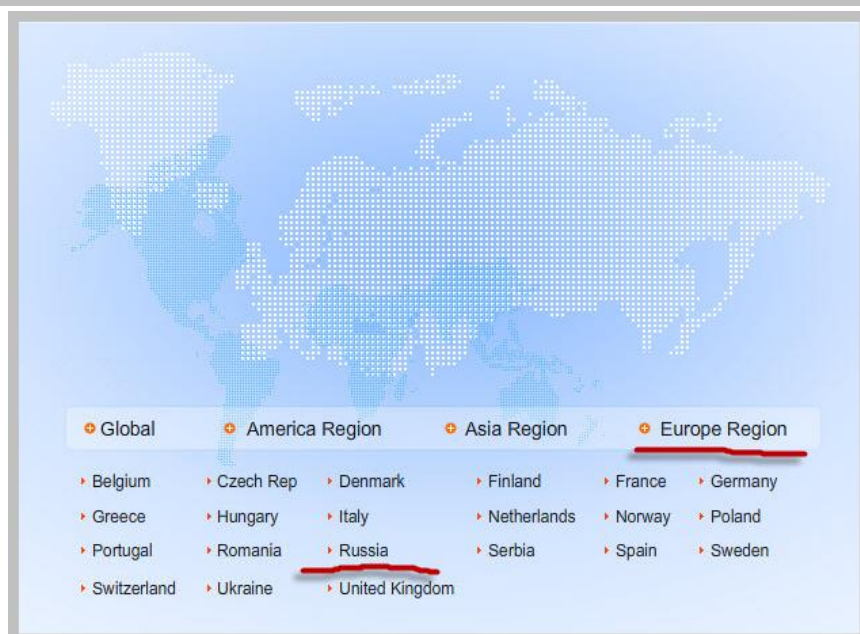 Global America Region Asia Region Europe Region
Belgium Czech Rep Denmark Finland France Germany
Greece Hungary Italy Netherlands Norway Poland
Portugal Romania Russia Serbia Spain Sweden
Switzerland Ukraine United Kingdom